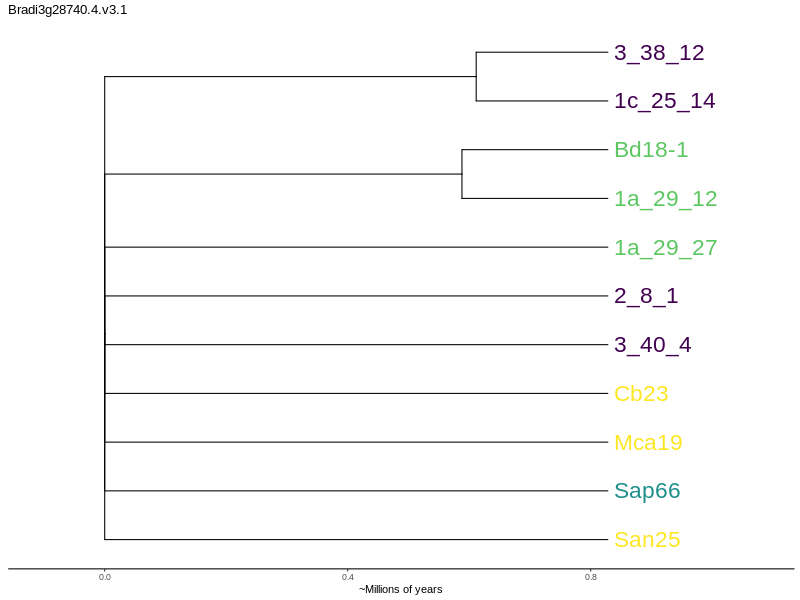 Bradi3g28740.4.v3.1
3_38_12
1c_25_14
Bd18-1
1a_29_12
1a_29_27
2_8_1
3_40_4
Cb23
Mca19
Sap66
San25
0.0 0.4 0.8
~Millions of years